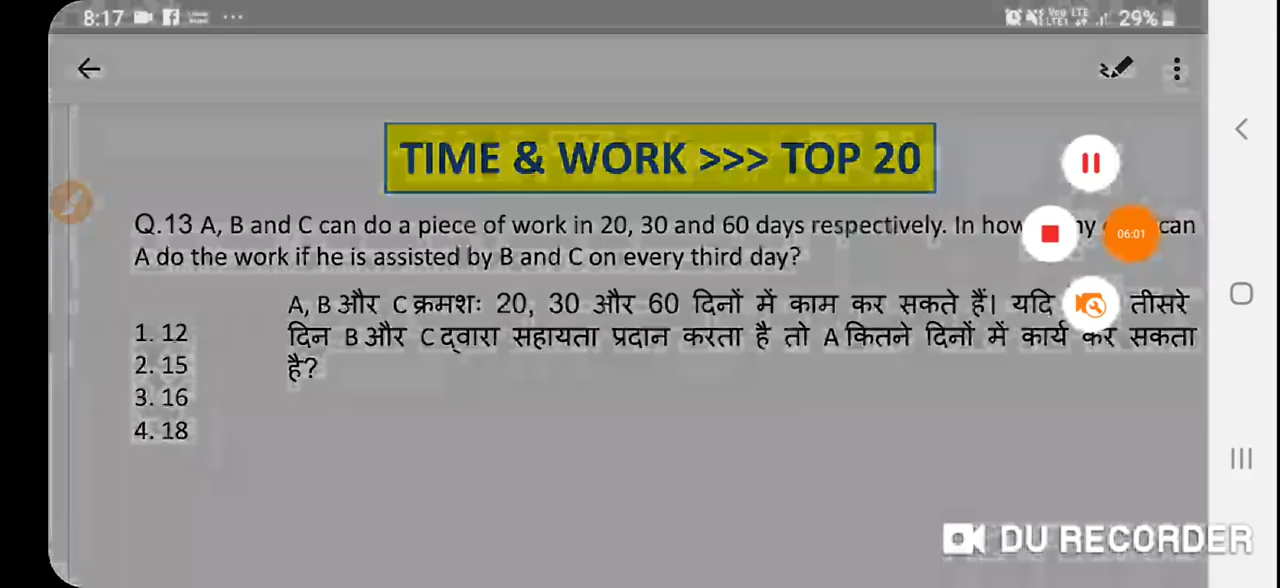 8:17
Voo LTE
LTE1 29%
TIME & WORK >>> TOP 20
Q.13 A, B and C can do a piece of work in 20, 30 and 60 days respectively. In how can
A do the work if he is assisted by B and C on every third day?
A, B और C क्रमशः 20, 30 और 60 दिनों में काम कर सकते हैं। यदि तीसरे
दिन B और C द्वारा सहायता प्रदान करता है तो A कितने दिनों में कार्य कर सकता
है?
1. 12
2. 15
3. 16
4. 18
06:01
DU RECORDER